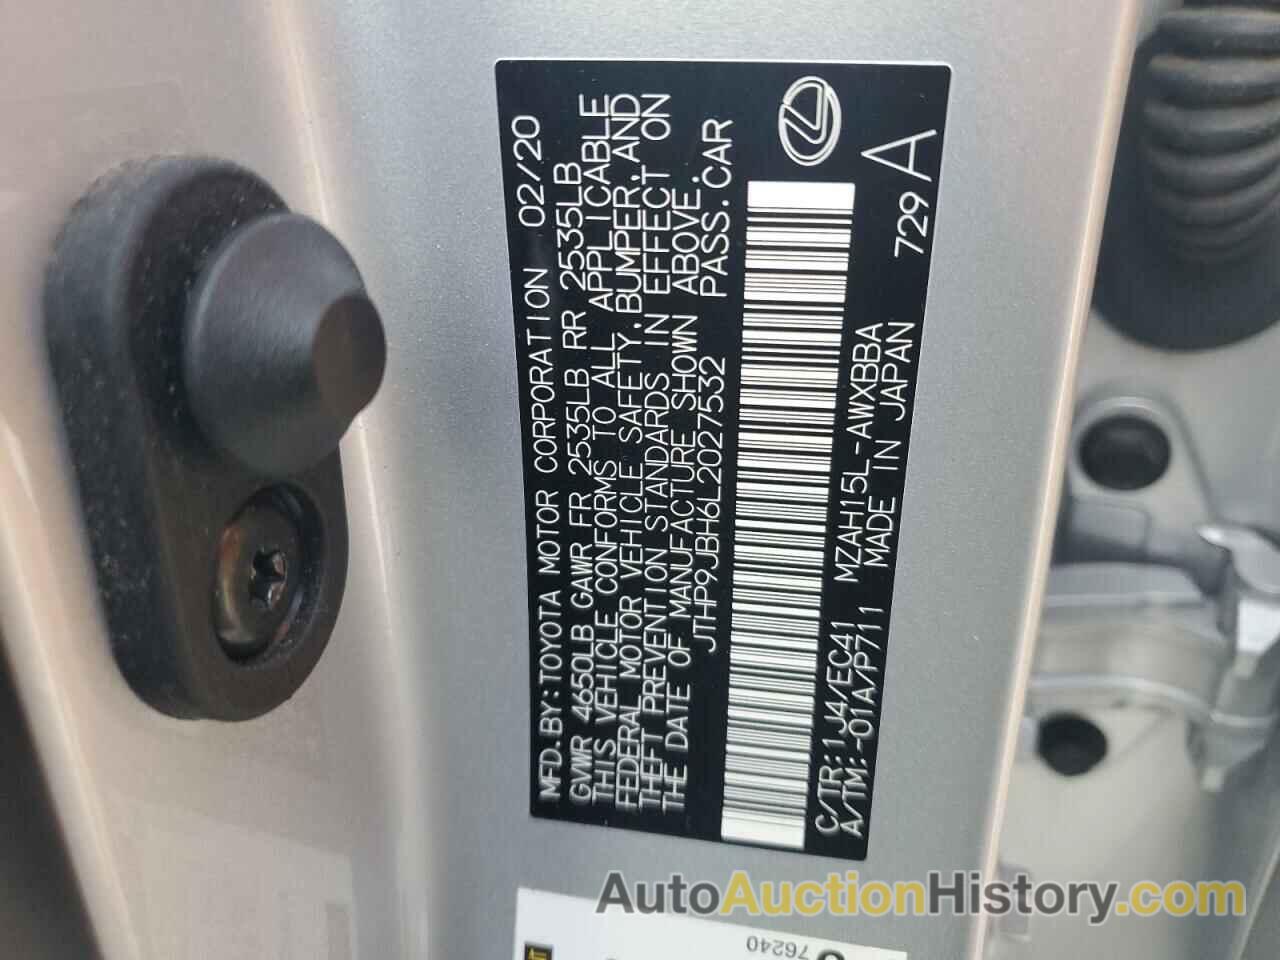 MFD. BY: TOYOTA MOTOR CORPORATION 02/20
GVWR 4650LB GAWR FR 2535LB RR 2535LB
THIS VEHICLE CONFORMS TO ALL APPLICABLE
FEDERAL MOTOR VEHICLE SAFETY, BUMPER, AND
THEFT PREVENTION STANDARDS IN EFFECT ON
THE DATE OF MANUFACTURE SHOWN ABOVE.
JTHP9JBH6L2027532 PASS. CAR
C/TR: 1J4/EC41 MZAH15L-AWXBBA 729
A/TM: -01A/P711 MADE IN JAPAN A
76240
AutoAuctionHistory.com